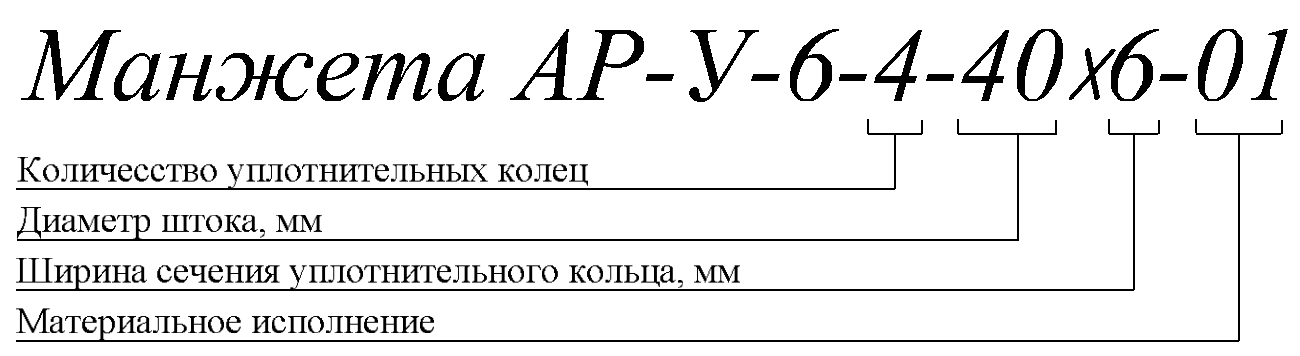 Манжета АР-У-6-4-40х6-01
Количесство уплотнительных колец
Диаметр штока, мм
Ширина сечения уплотнительного кольца, мм
Материальное исполнение